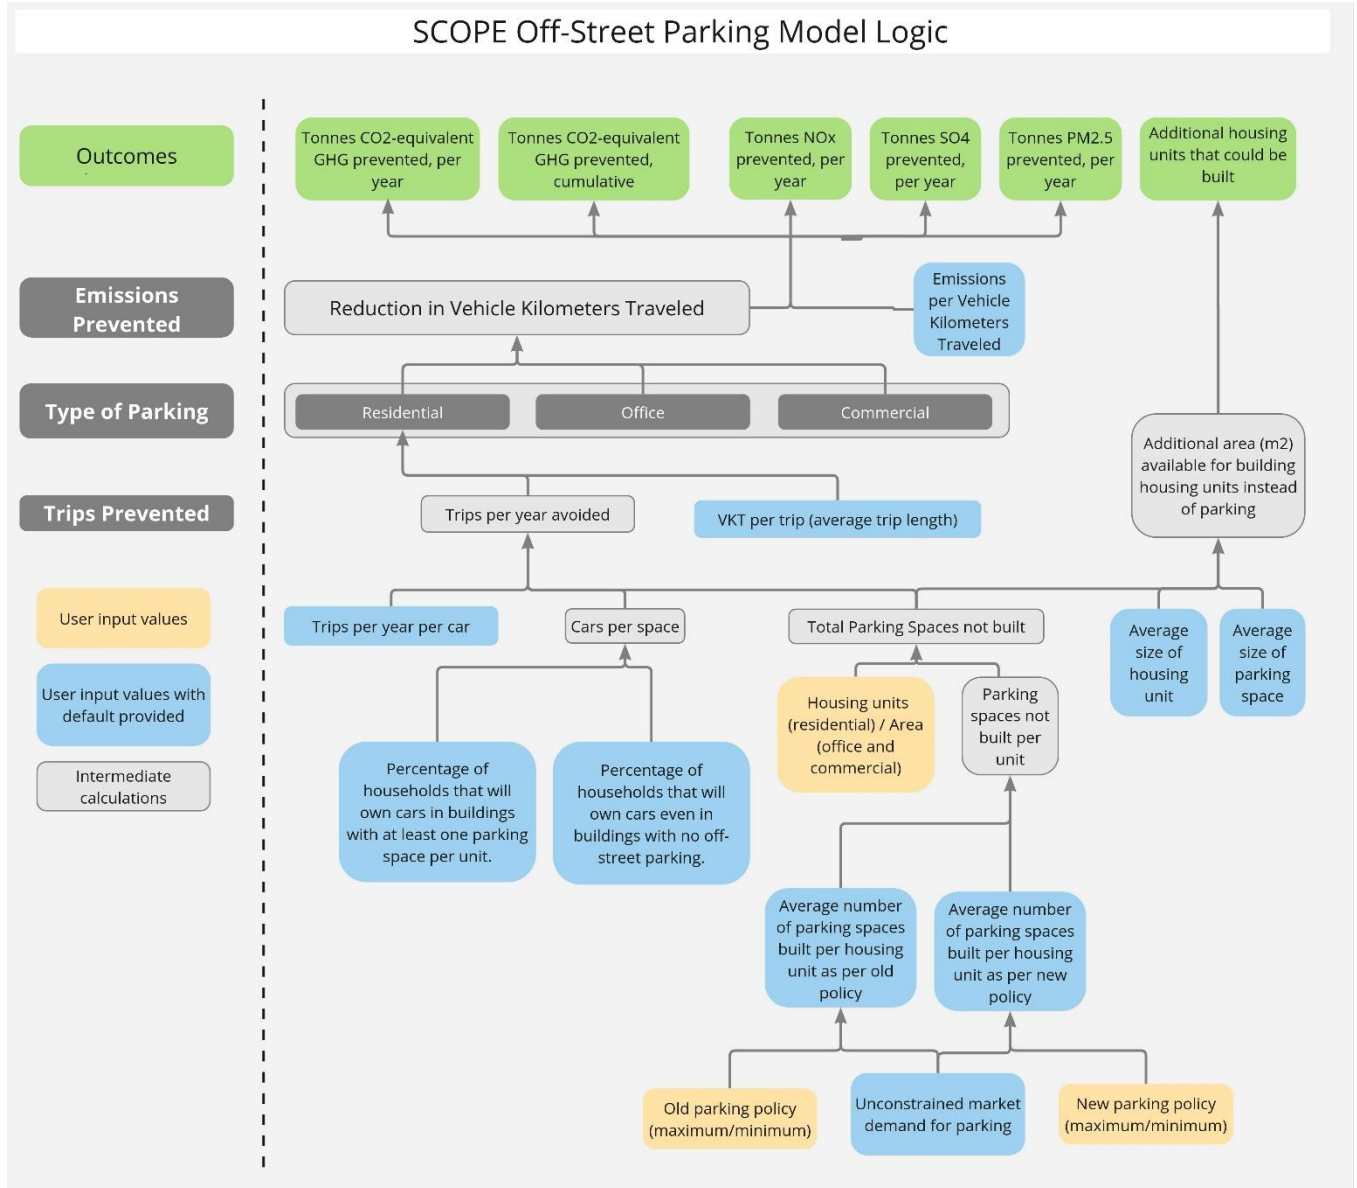 SCOPE Off-Street Parking Model Logic
Outcomes
Tonnes CO2-equivalent
GHG prevented, per
year
Tonnes CO2-equivalent
GHG prevented,
cumulative
Tonnes NOx
prevented, per
year
Tonnes SO4
prevented,
per year
Tonnes PM2.5
prevented, per
year
Additional housing
units that could be
built
Emissions
Prevented
Reduction in Vehicle Kilometers Traveled
Emissions
per Vehicle
Kilometers
Traveled
Type of Parking
Residential
Office
Commercial
Additional area (m2)
available for building
housing units instead
of parking
Trips Prevented
Trips per year avoided
VKT per trip (average trip length)
User input values
User input values with
default provided
Intermediate
calculations
Trips per year per car
Cars per space
Total Parking Spaces not built
Average
size of
housing
unit
Average
size of
parking
space
Housing units
(residential) / Area
(office and
commercial)
Parking
spaces not
built per
unit
Percentage of
households that will
own cars in buildings
with at least one parking
space per unit.
Percentage of
households that will
own cars even in
buildings with no off-
street parking.
Average number
of parking spaces
built per housing
unit as per old
policy
Average number
of parking spaces
built per housing
unit as per new
policy
Old parking policy
(maximum/minimum)
Unconstrained market
demand for parking
New parking policy
(maximum/minimum)